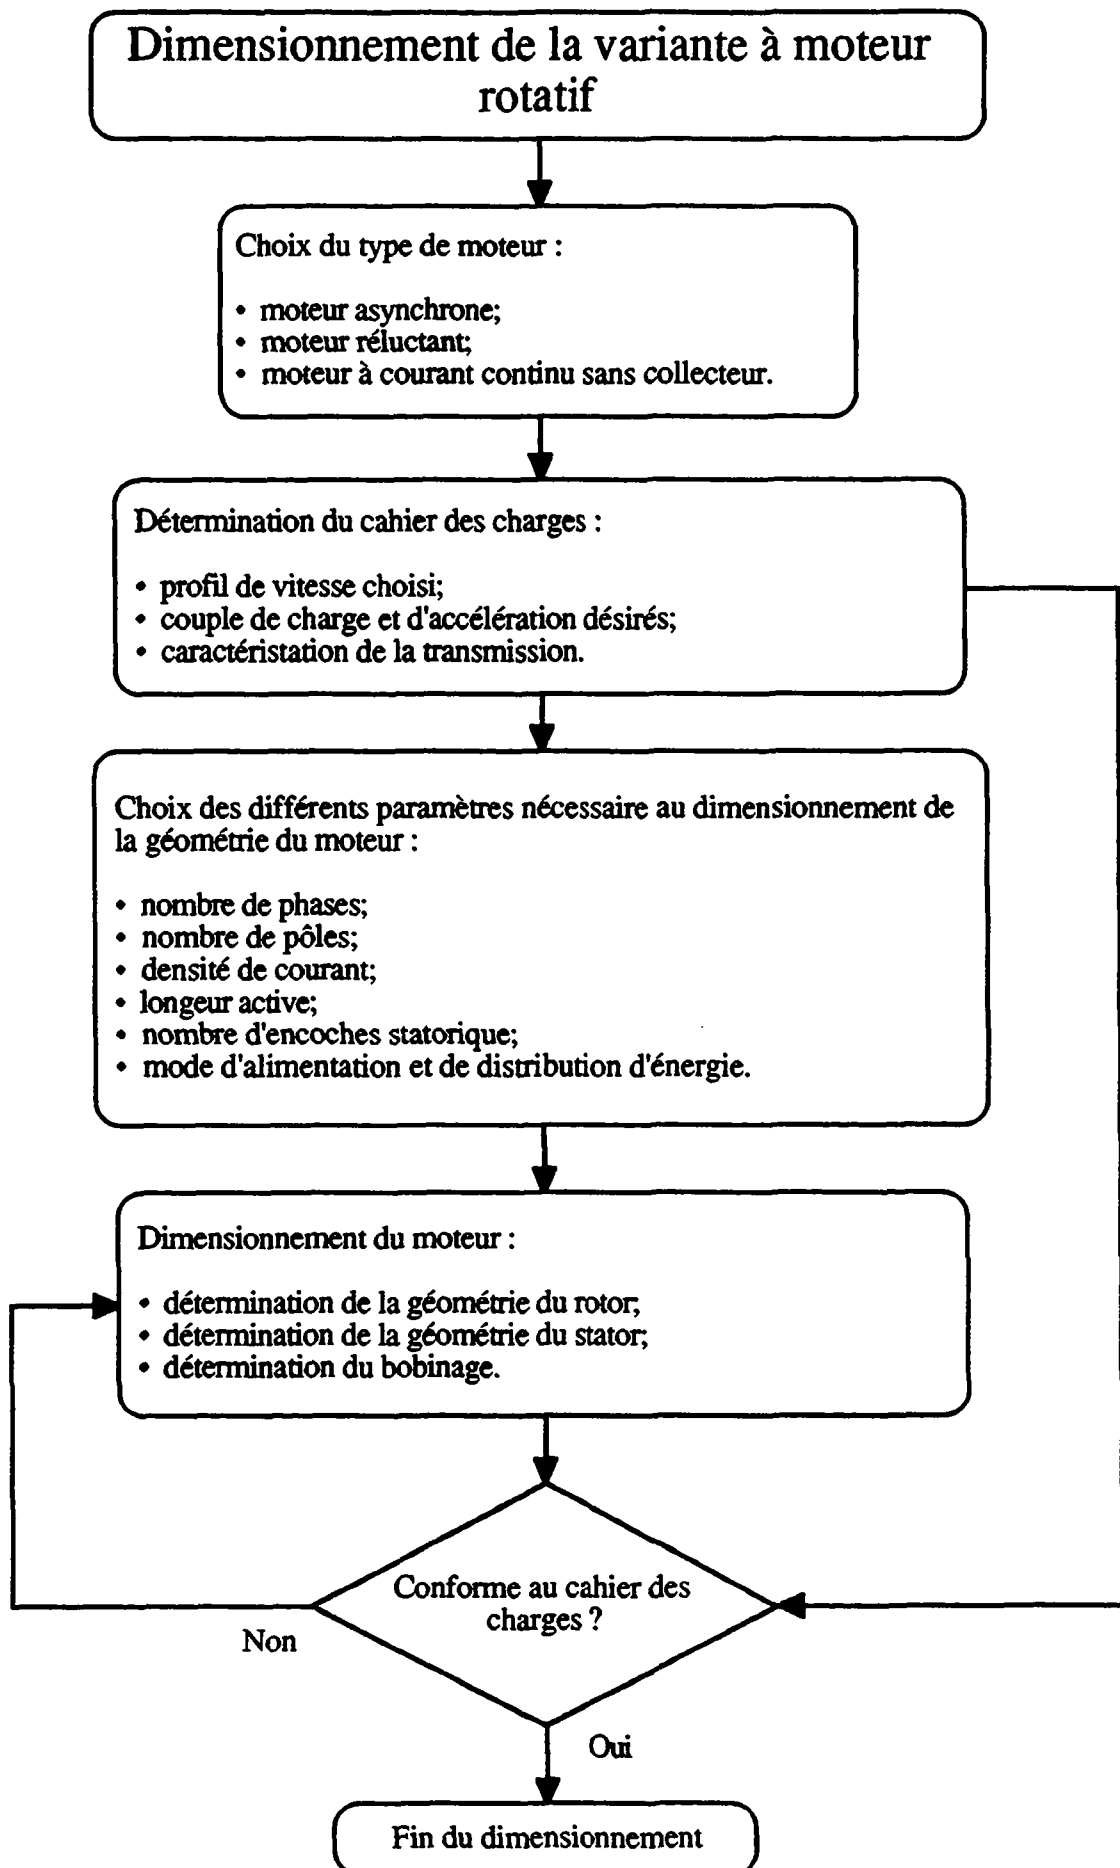 Dimensionnement de la variante à moteur
rotatif
Choix du type de moteur :
• moteur asynchrone;
• moteur réluctant;
• moteur à courant continu sans collecteur.
Détermination du cahier des charges :
• profil de vitesse choisi;
• couple de charge et d'accélération désirés;
• caractéristation de la transmission.
Choix des différents paramètres nécessaire au dimensionnement de
la géométrie du moteur :
• nombre de phases;
• nombre de pôles;
• densité de courant;
• longeur active;
• nombre d'encoches statorique;
• mode d'alimentation et de distribution d'énergie.
Dimensionnement du moteur :
• détermination de la géométrie du rotor;
• détermination de la géométrie du stator;
• détermination du bobinage.
Conforme au cahier des
charges ?
Non
Oui
Fin du dimensionnement